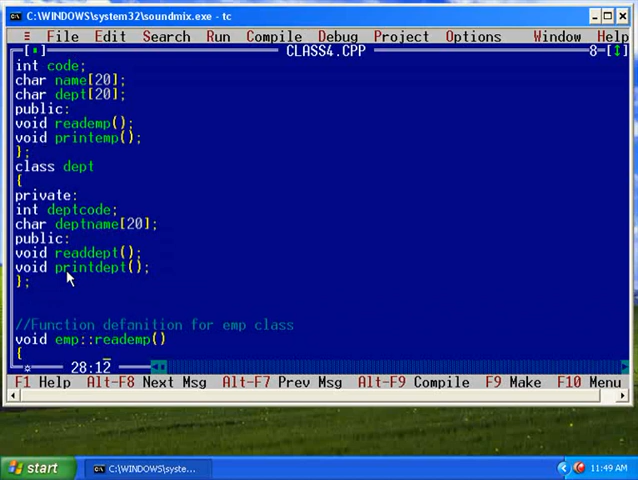 C:\WINDOWS\system32\soundmix.exe - tc
≡ File Edit Search Run Compile Debug Project Options Window Help
[■] CLASS4.CPP 8=[↕]
int code;
char name[20];
char dept[20];
public:
void reademp();
void printemp();
};
class dept
{
private:
int deptcode;
char deptname[20];
public:
void readdept();
void printdept();
};
//Function defanition for emp class
void emp::reademp()
{
28:12
F1 Help Alt-F8 Next Msg Alt-F7 Prev Msg Alt-F9 Compile F9 Make F10 Menu
start C:\WINDOWS\syste... 11:49 AM